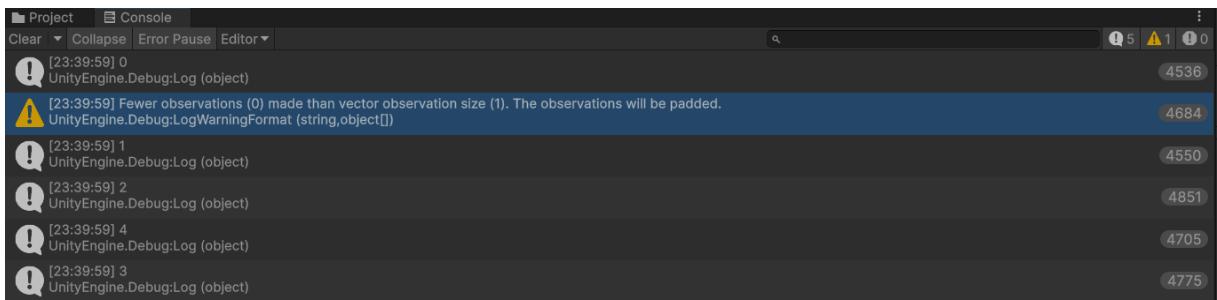 Project Console
Clear Collapse Error Pause Editor 5 1 0
[23:39:59] 0
UnityEngine.Debug:Log (object) 4536
[23:39:59] Fewer observations (0) made than vector observation size (1). The observations will be padded.
UnityEngine.Debug:LogWarningFormat (string,object[]) 4684
[23:39:59] 1
UnityEngine.Debug:Log (object) 4550
[23:39:59] 2
UnityEngine.Debug:Log (object) 4851
[23:39:59] 4
UnityEngine.Debug:Log (object) 4705
[23:39:59] 3
UnityEngine.Debug:Log (object) 4775